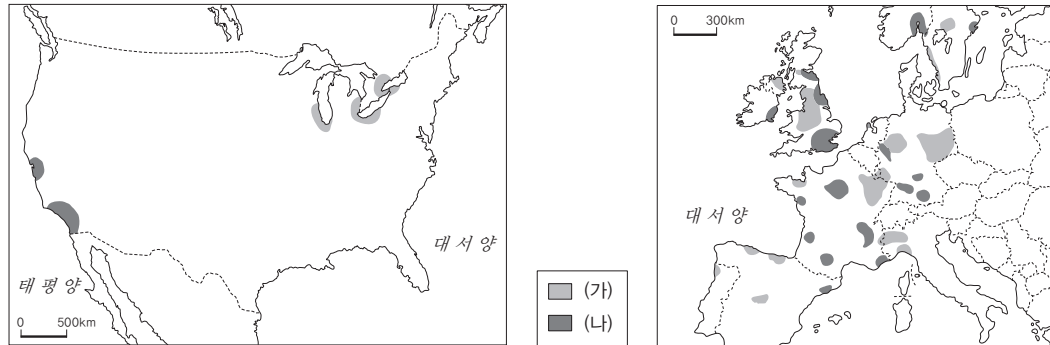 대 서 양
태 평 양
0 500km
(가)
(나)
0 300km
대 서 양